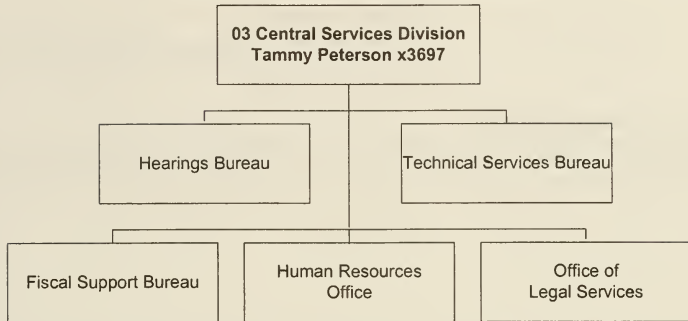 03 Central Services Division
Tammy Peterson x3697
Hearings Bureau
Technical Services Bureau
Fiscal Support Bureau
Human Resources
Office
Office of
Legal Services